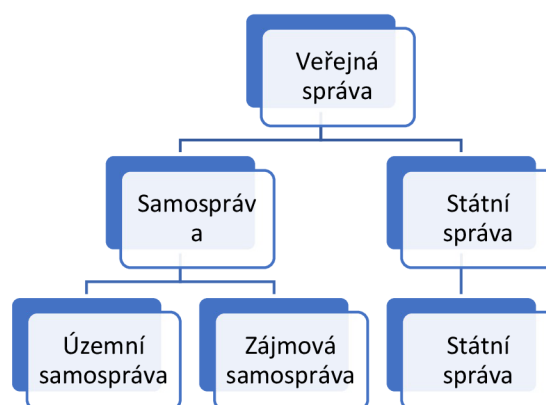 Veřejná
správa
Samospráv
a
Státní
správa
Územní
samospráva
Zájmová
samospráva
Státní
správa